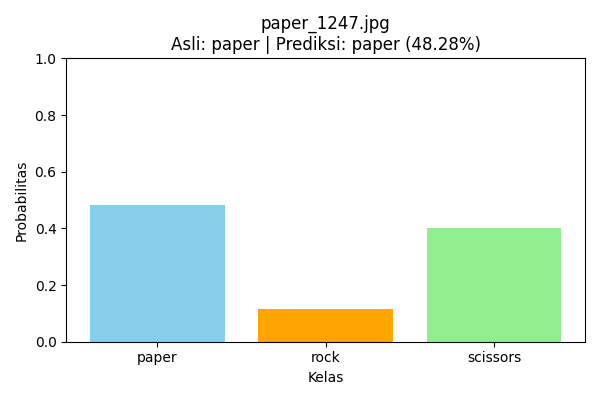 paper_1247.jpg
Asli: paper | Prediksi: paper (48.28%)
1.0
0.8
0.6
0.4
0.2
0.0
Probabilitas
paper rock scissors
Kelas